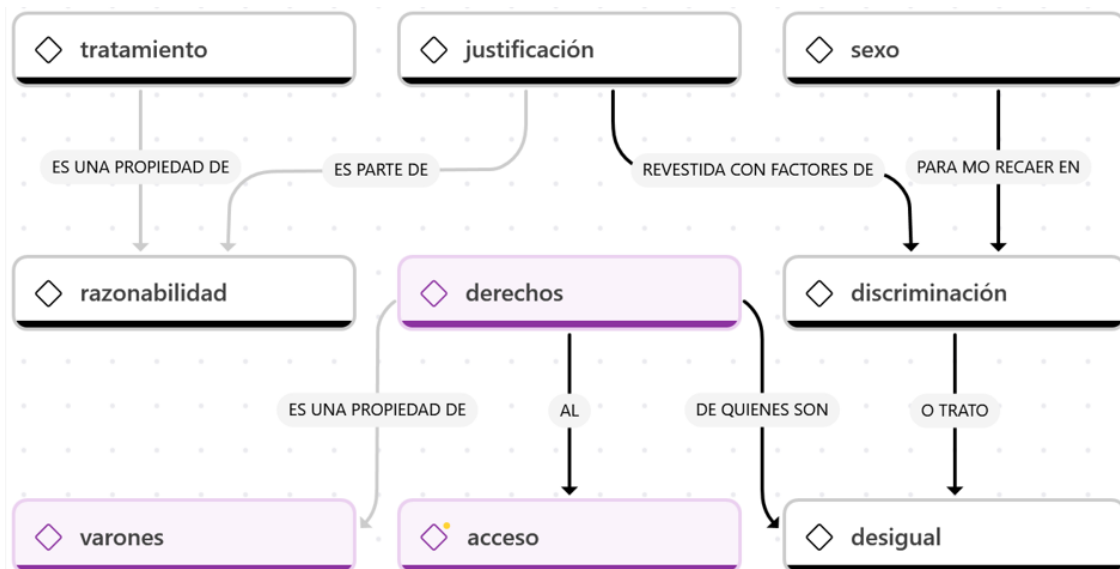 tratamiento
justificación
sexo
ES UNA PROPIEDAD DE
ES PARTE DE
REVESTIDA CON FACTORES DE
PARA MO RECAER EN
razonabilidad
derechos
discriminación
ES UNA PROPIEDAD DE
AL
DE QUIENES SON
O TRATO
varones
acceso
desigual